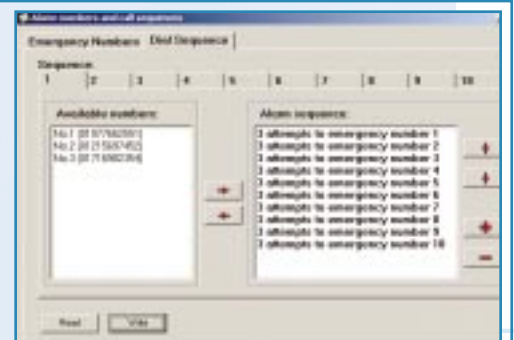 Alarm numbers and call sequences
Emergency Numbers Dial Sequence
Sequence:
1 2 3 4 5 6 7 8 9 10
Available numbers: Alarm sequence:
No.1
No.2
No.3
3 attempts to emergency number 1
3 attempts to emergency number 2
3 attempts to emergency number 3
3 attempts to emergency number 4
3 attempts to emergency number 5
3 attempts to emergency number 6
3 attempts to emergency number 7
3 attempts to emergency number 8
3 attempts to emergency number 9
3 attempts to emergency number 10
Read Write